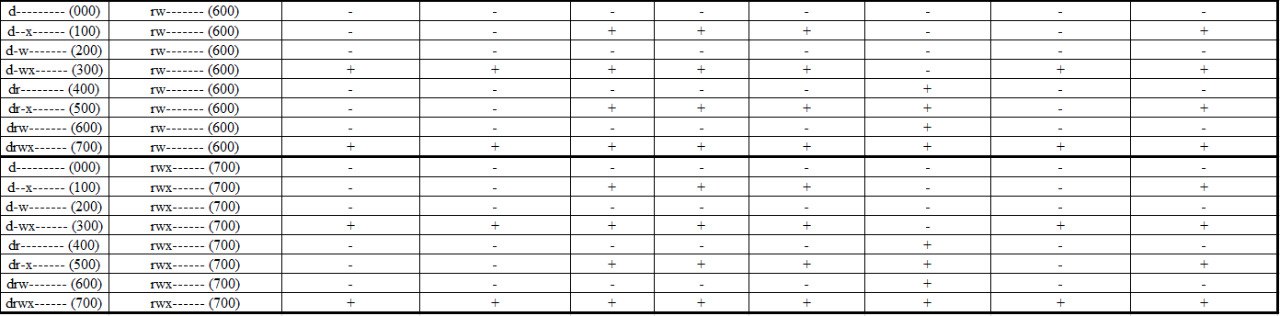 d--------- (000) rw------- (600) - - - - - - - -
d--x------ (100) rw------- (600) - - + + + - - +
d-w------- (200) rw------- (600) - - - - - - - -
d-wx------ (300) rw------- (600) + + + + + - + +
dr-------- (400) rw------- (600) - - - - - + - -
dr-x------ (500) rw------- (600) - - + + + + - +
drw------- (600) rw------- (600) - - - - - + - -
drwx------ (700) rw------- (600) + + + + + + + +
d--------- (000) rwx------ (700) - - - - - - - -
d--x------ (100) rwx------ (700) - - + + + - - +
d-w------- (200) rwx------ (700) - - - - - - - -
d-wx------ (300) rwx------ (700) + + + + + - + +
dr-------- (400) rwx------ (700) - - - - - + - -
dr-x------ (500) rwx------ (700) - - + + + + - +
drw------- (600) rwx------ (700) - - - - - + - -
drwx------ (700) rwx------ (700) + + + + + + + +